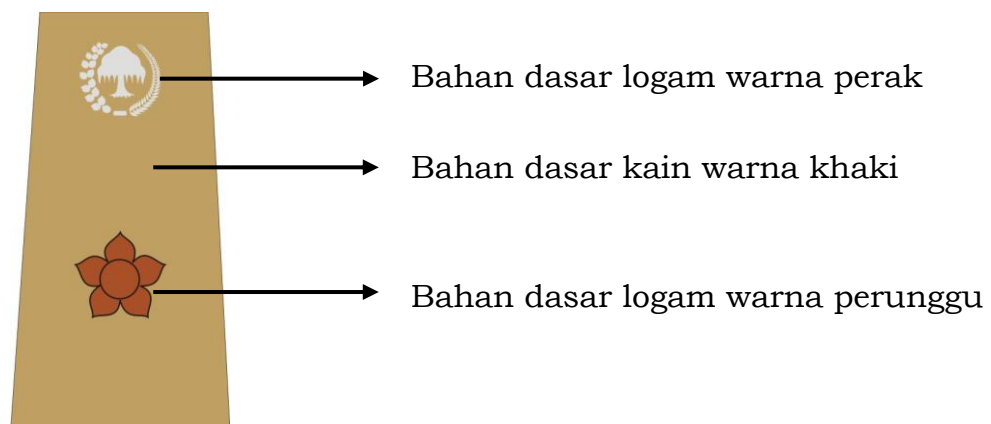 Bahan dasar logam warna perak
Bahan dasar kain warna khaki
Bahan dasar logam warna perunggu